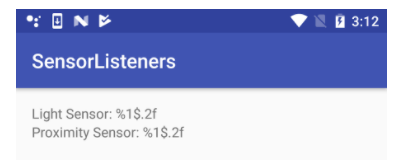 3:12
SensorListeners
Light Sensor: %1$.2f
Proximity Sensor: %1$.2f